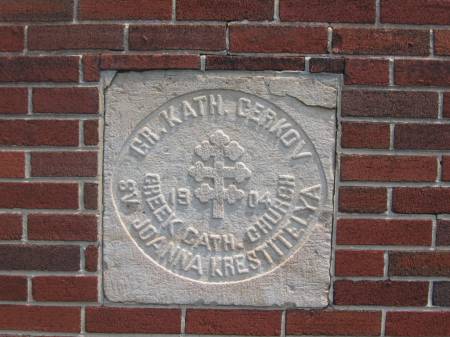 GR. KATH. CERKOV
19 04
GREEK CATH. CHURCH
SV. JOANNA KRESTITELYA